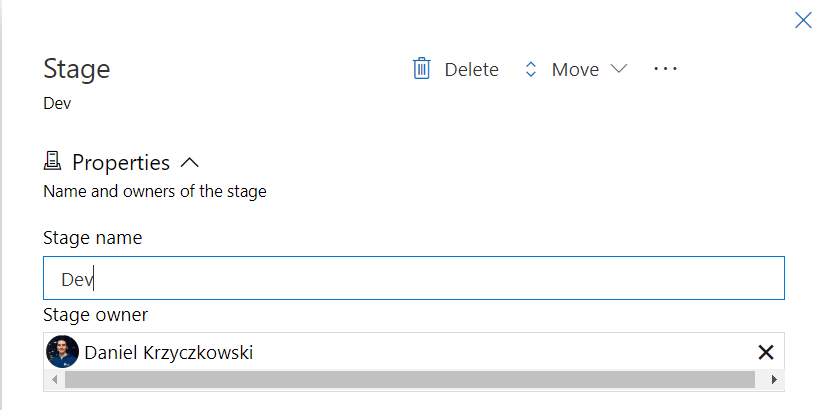 Stage
Delete
Move
Dev
Properties
Name and owners of the stage
Stage name
Dev
Stage owner
Daniel Krzyczkowski